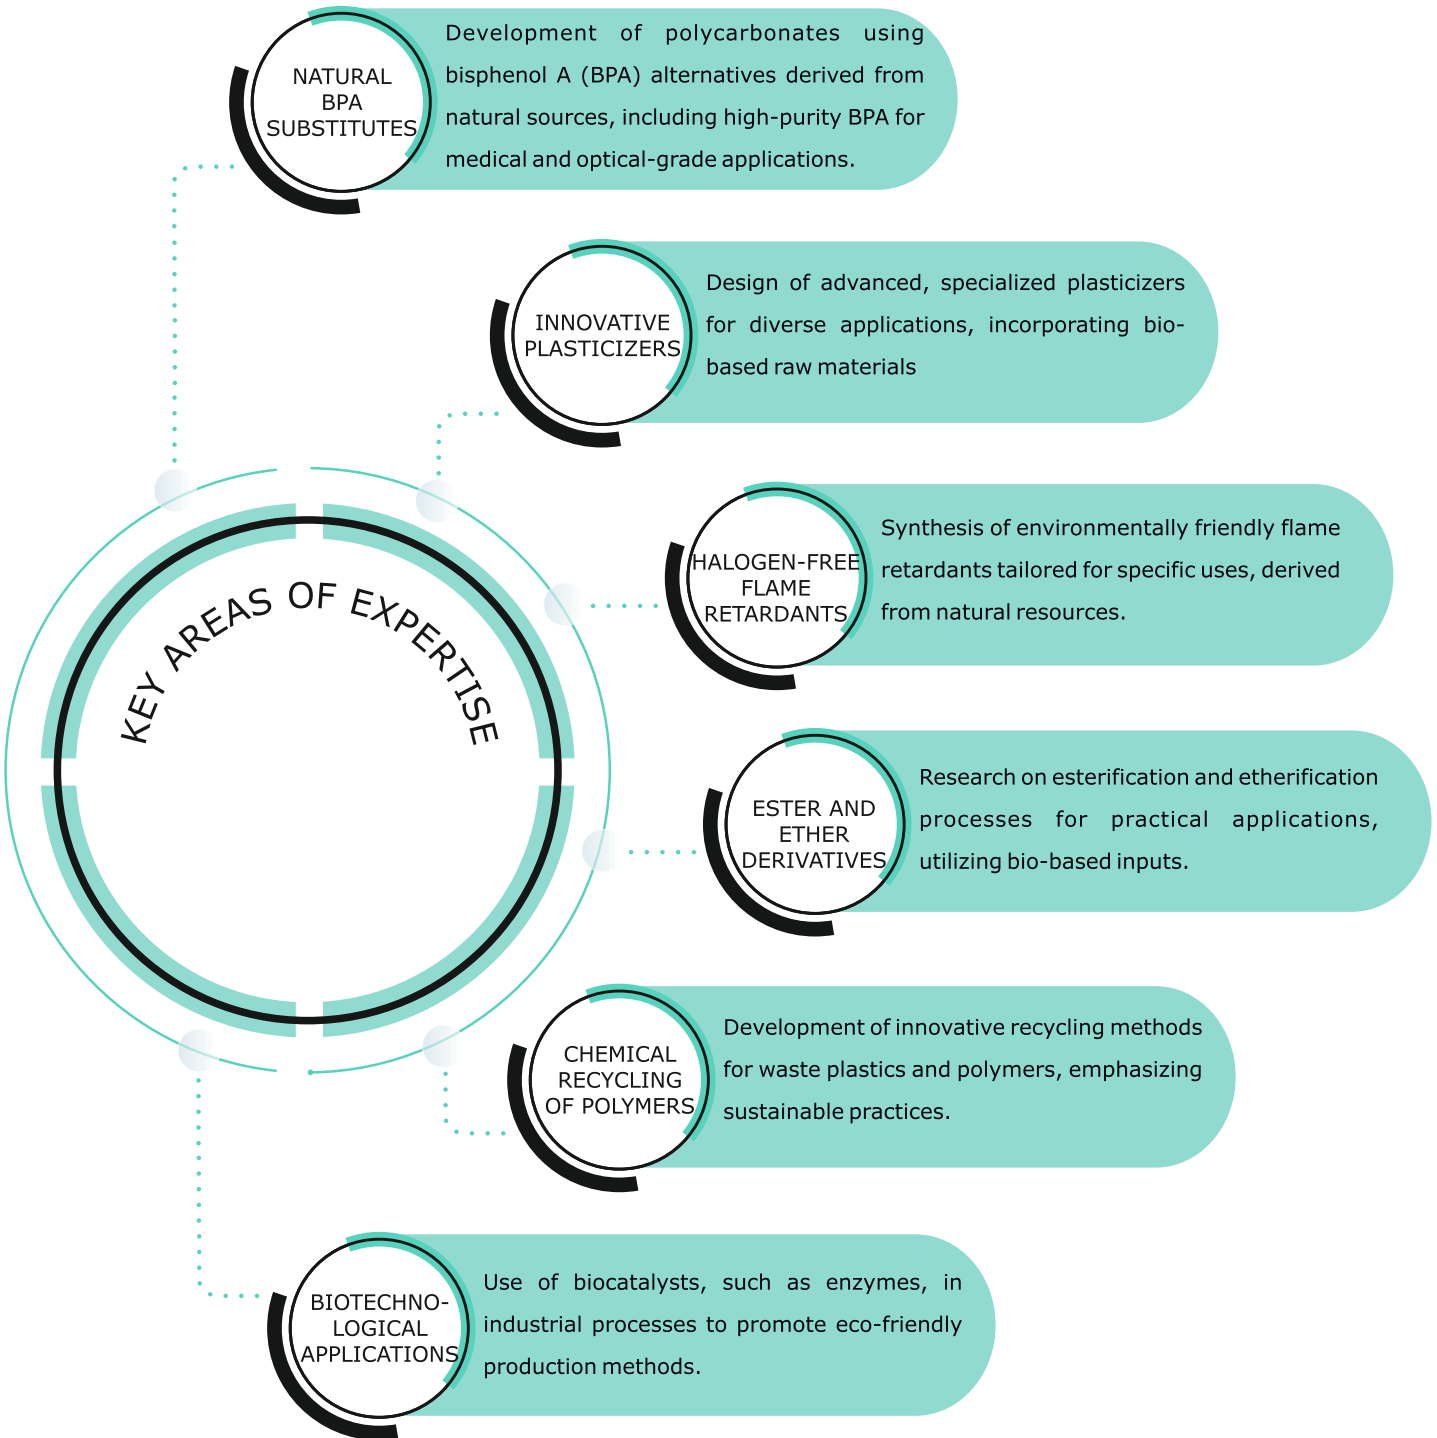 NATURAL
BPA
SUBSTITUTES
Development of polycarbonates using
bisphenol A (BPA) alternatives derived from
natural sources, including high-purity BPA for
medical and optical-grade applications.
INNOVATIVE
PLASTICIZERS
Design of advanced, specialized plasticizers
for diverse applications, incorporating bio-
based raw materials
KEY AREAS OF EXPERTISE
HALOGEN-FREE
FLAME
RETARDANTS
Synthesis of environmentally friendly flame
retardants tailored for specific uses, derived
from natural resources.
ESTER AND
ETHER
DERIVATIVES
Research on esterification and etherification
processes for practical applications,
utilizing bio-based inputs.
CHEMICAL
RECYCLING
OF POLYMERS
Development of innovative recycling methods
for waste plastics and polymers, emphasizing
sustainable practices.
BIOTECHNO-
LOGICAL
APPLICATIONS
Use of biocatalysts, such as enzymes, in
industrial processes to promote eco-friendly
production methods.